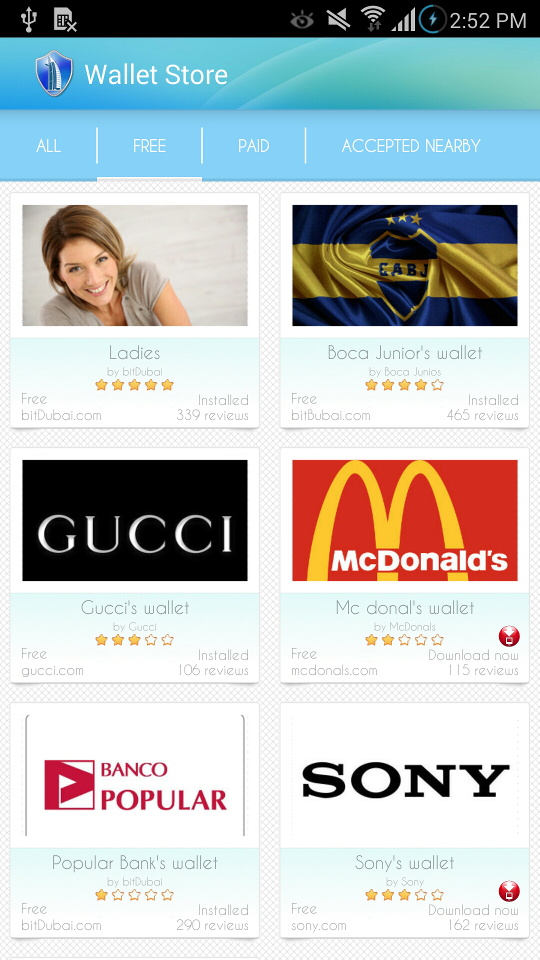 2:52 PM
Wallet Store
ALL
FREE
PAID
ACCEPTED NEARBY
CABJ
Ladies
by bitDubai
Free
Installed
bitDubai.com
339 reviews
Boca Junior's wallet
by Boca Junios
Free
Installed
bitBubai.com
465 reviews
GUCCI
McDonald's
Gucci's wallet
by Gucci
Free
Installed
gucci.com
106 reviews
Mc donal's wallet
by McDonals
Free
Download now
mcdonals.com
115 reviews
BANCO
POPULAR
SONY
Popular Bank's wallet
by bitDubai
Free
Installed
bitDubai.com
290 reviews
Sony's wallet
by Sony
Free
Download now
sony.com
162 reviews